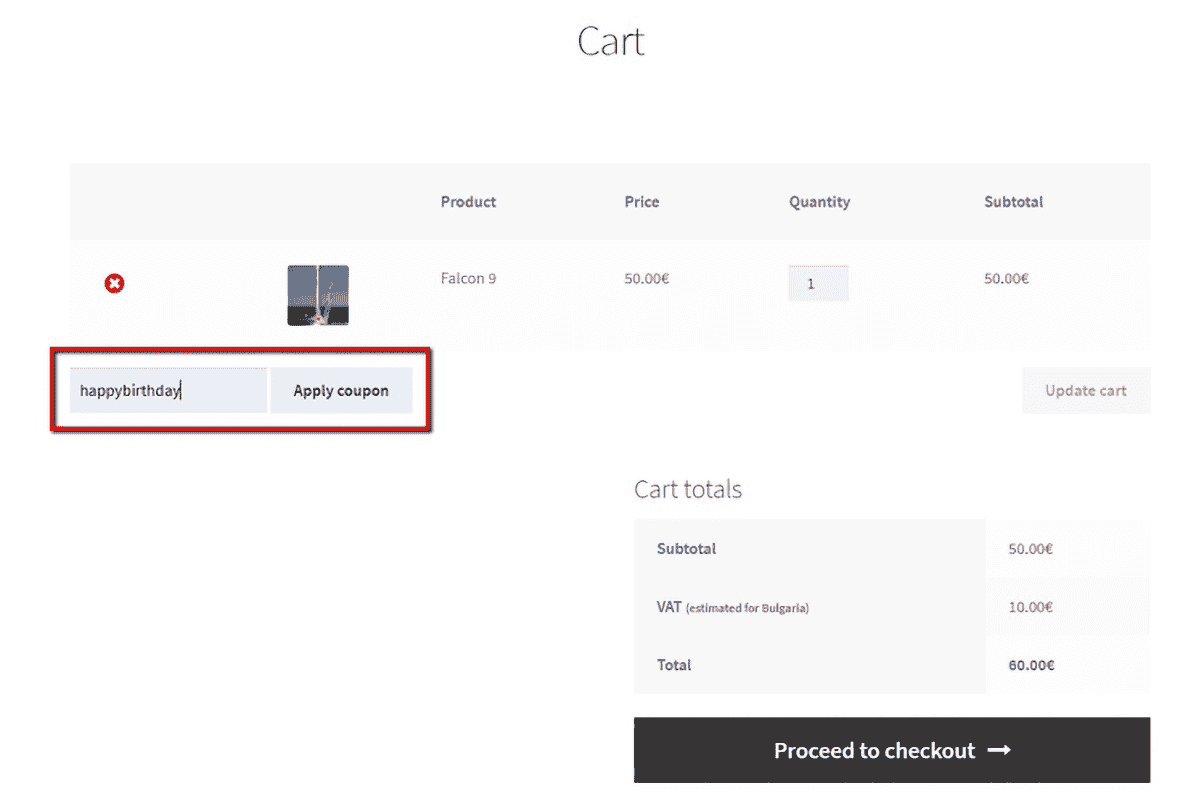 Cart
Product Price Quantity Subtotal
Falcon 9 50.00€ 1 50.00€
happybirthday Apply coupon Update cart
Cart totals
Subtotal 50.00€
VAT (estimated for Bulgaria) 10.00€
Total 60.00€
Proceed to checkout →